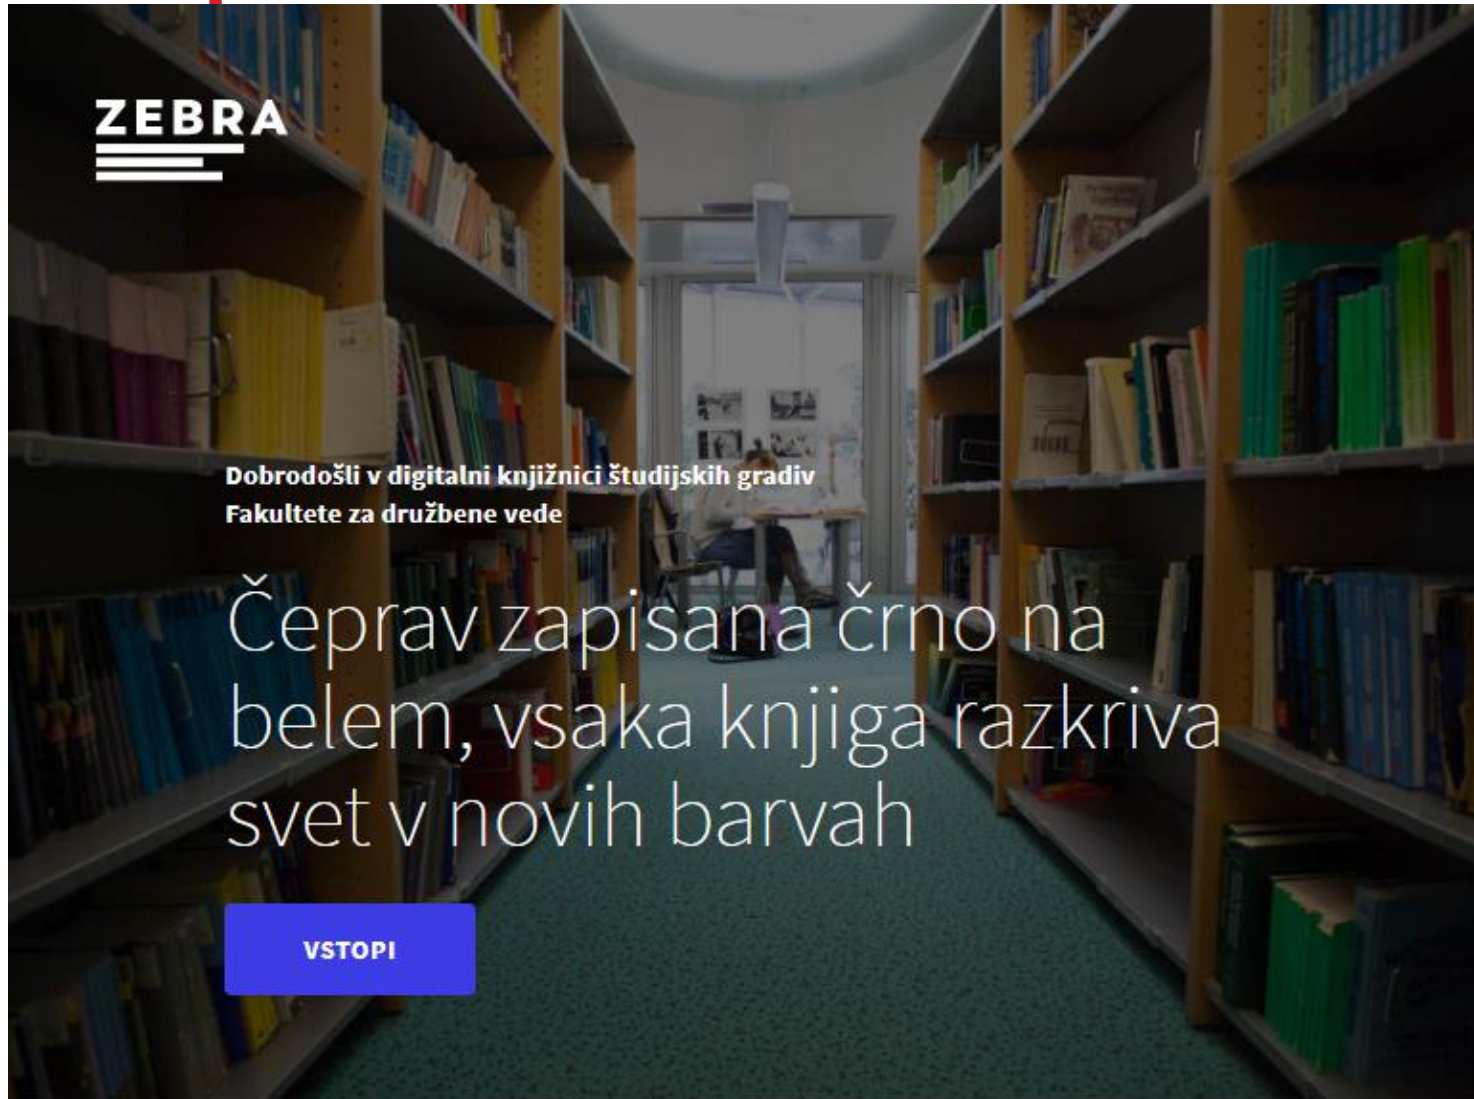 ZEBRA
Dobrodošli v digitalni knjižnici študijskih gradiv
Fakultete za družbene vede
Čeprav zapisana črno na
belem, vsaka knjiga razkriva
svet v novih barvah
VSTOPI